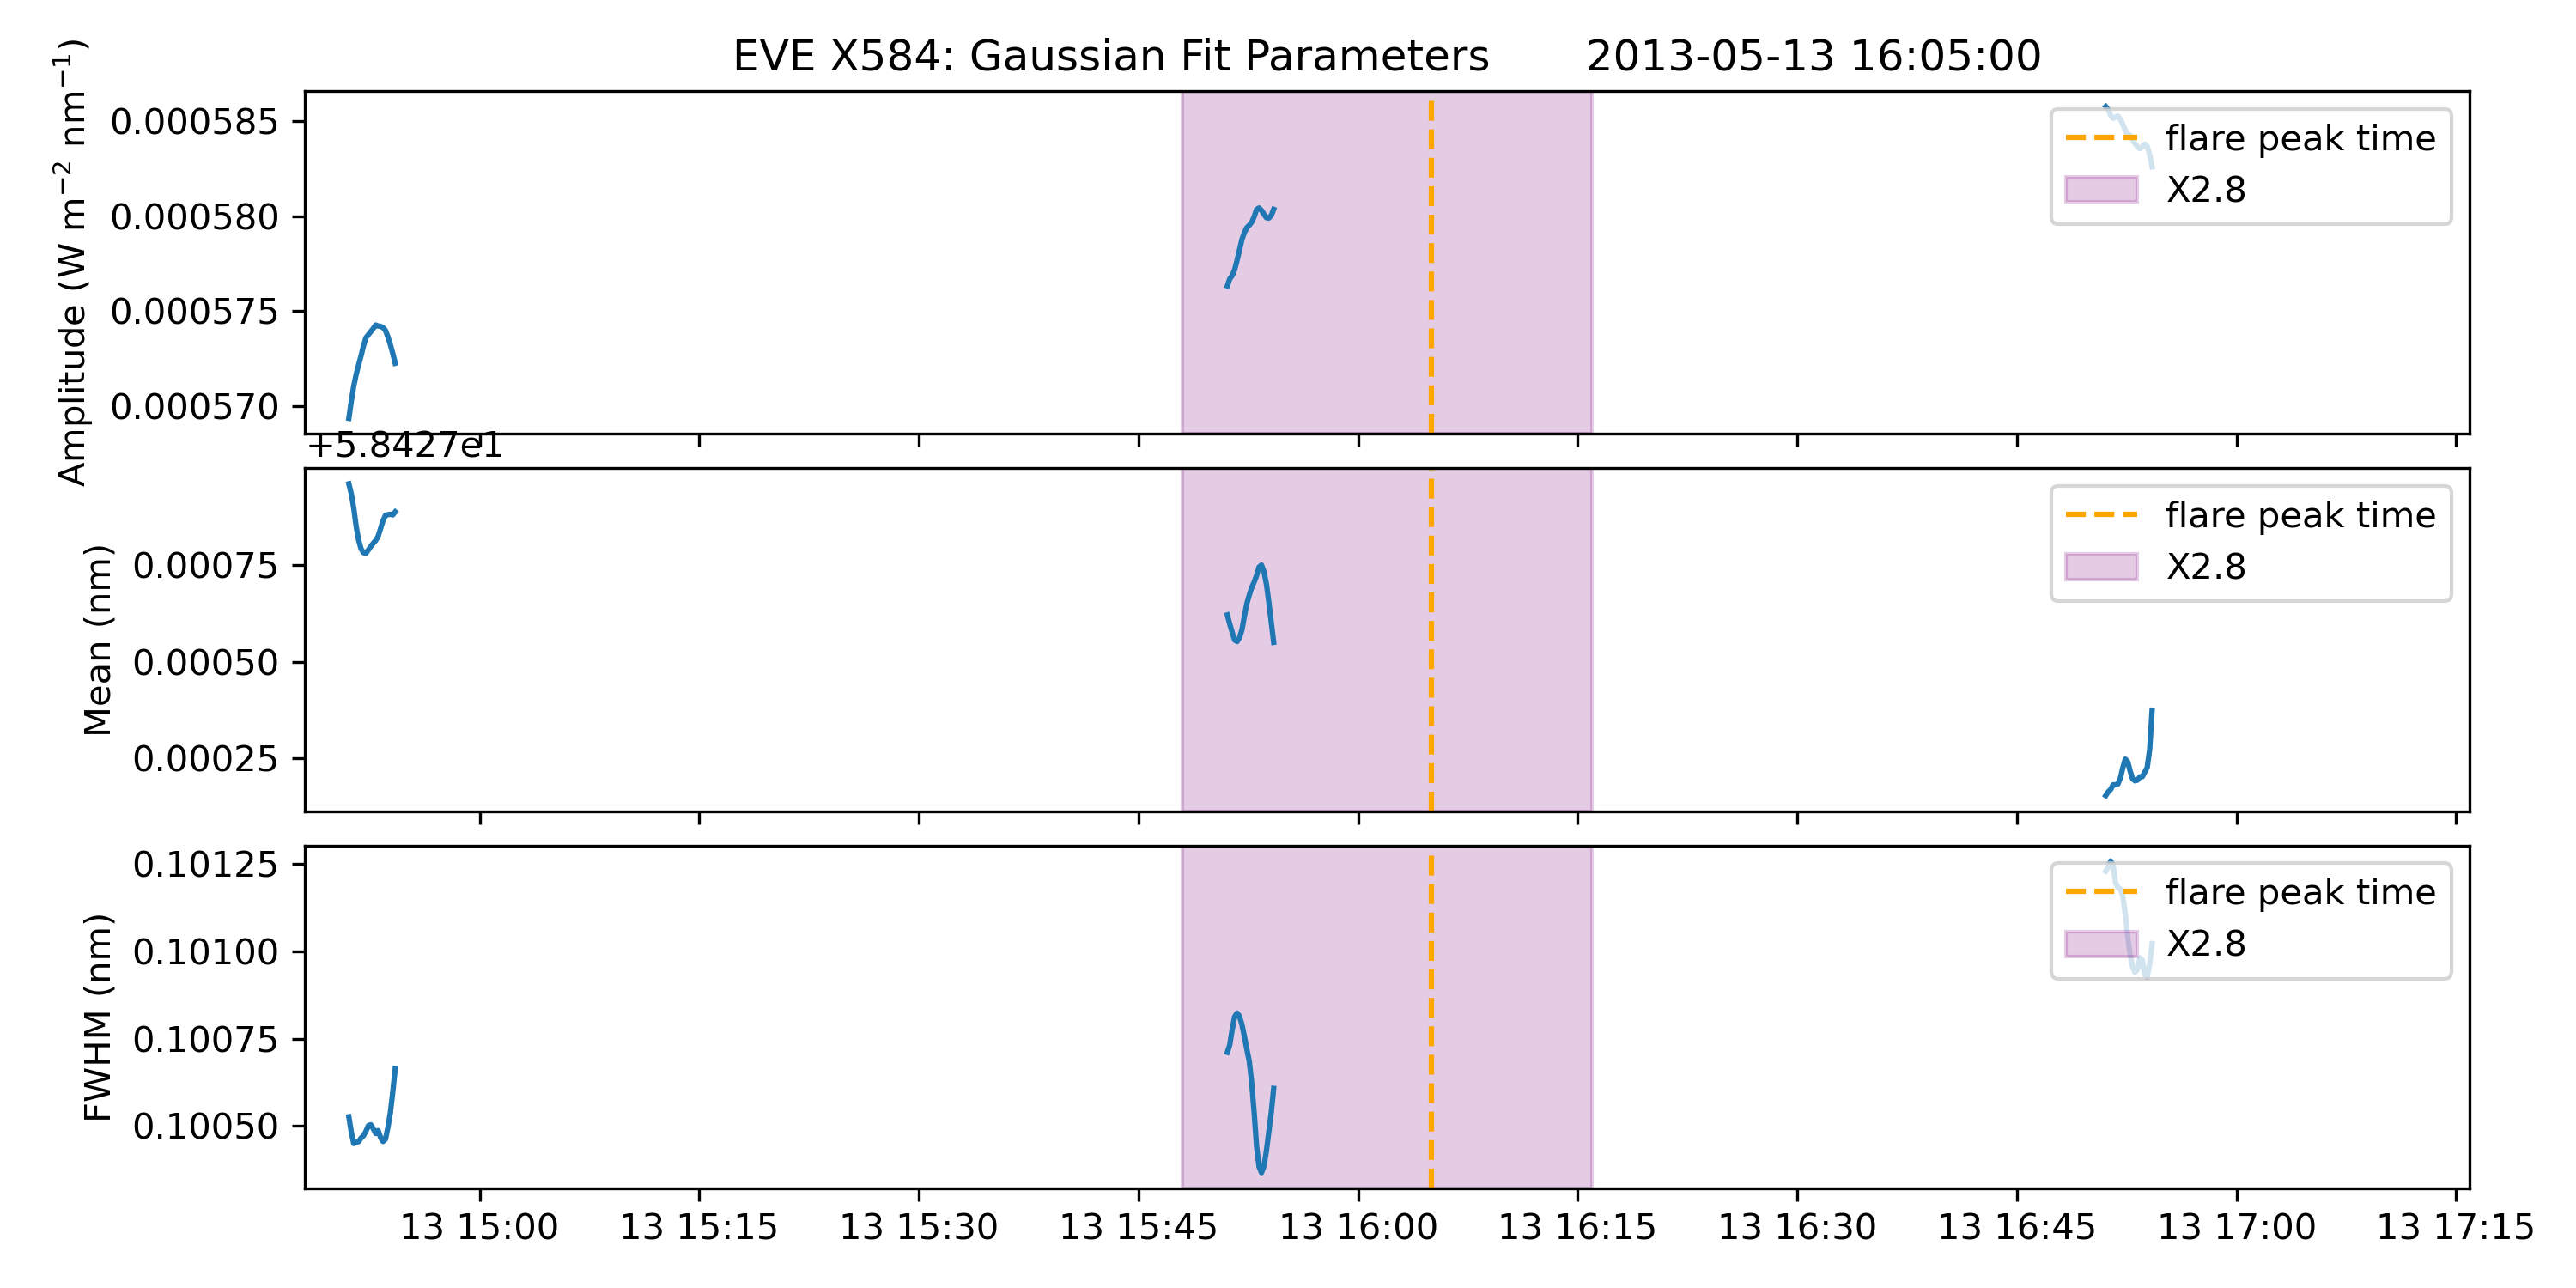 EVE X584: Gaussian Fit Parameters 2013-05-13 16:05:00
Amplitude (W m⁻² nm⁻¹)
0.000585
0.000580
0.000575
0.000570
flare peak time
X2.8
+5.8427e1
Mean (nm)
0.00075
0.00050
0.00025
flare peak time
X2.8
FWHM (nm)
0.10125
0.10100
0.10075
0.10050
flare peak time
X2.8
13 15:00 13 15:15 13 15:30 13 15:45 13 16:00 13 16:15 13 16:30 13 16:45 13 17:00 13 17:15